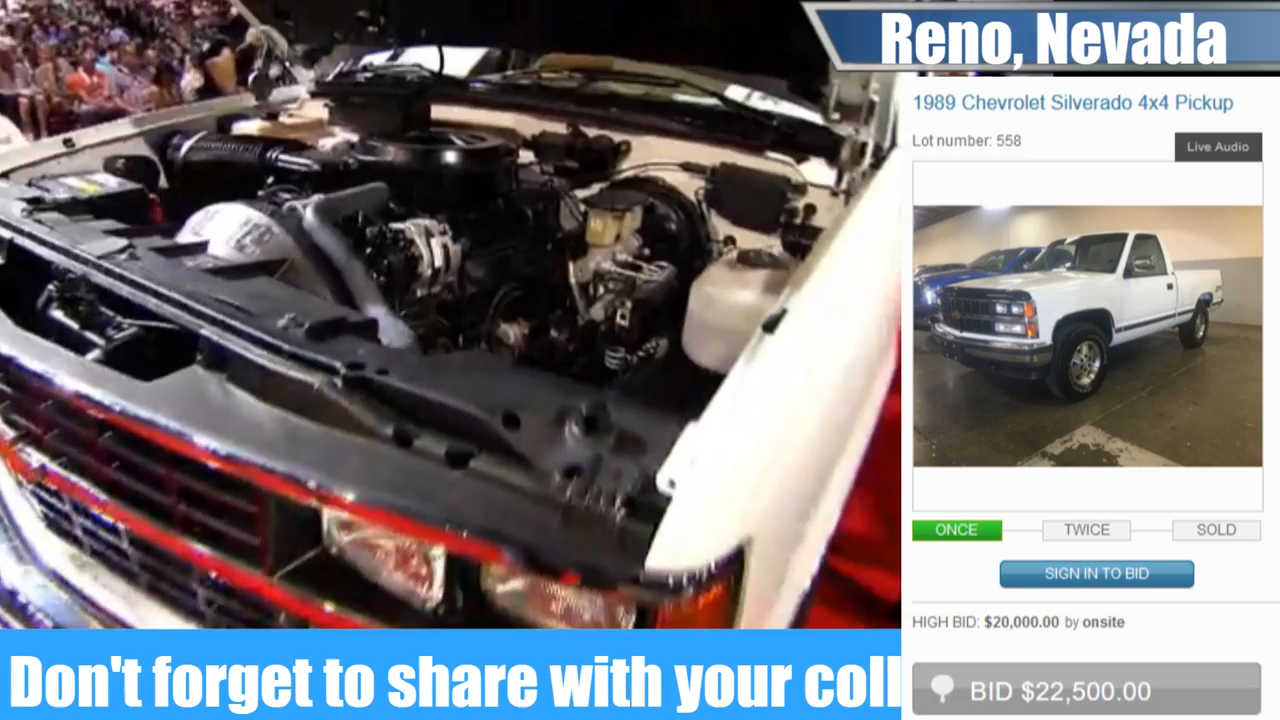 Reno, Nevada
1989 Chevrolet Silverado 4x4 Pickup
Lot number: 558
Live Audio
ONCE
TWICE
SOLD
SIGN IN TO BID
HIGH BID: $20,000.00 by onsite
BID $22,500.00
Don't forget to share with your coll